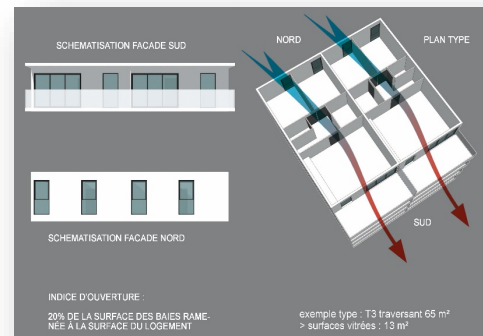 SCHEMATISATION FACADE SUD
NORD
PLAN TYPE
SCHEMATISATION FACADE NORD
SUD
INDICE D'OUVERTURE :
20% DE LA SURFACE DES BAIES RAME-
NÉE À LA SURFACE DU LOGEMENT
exemple type : T3 traversant 65 m²
> surfaces vitrées : 13 m²